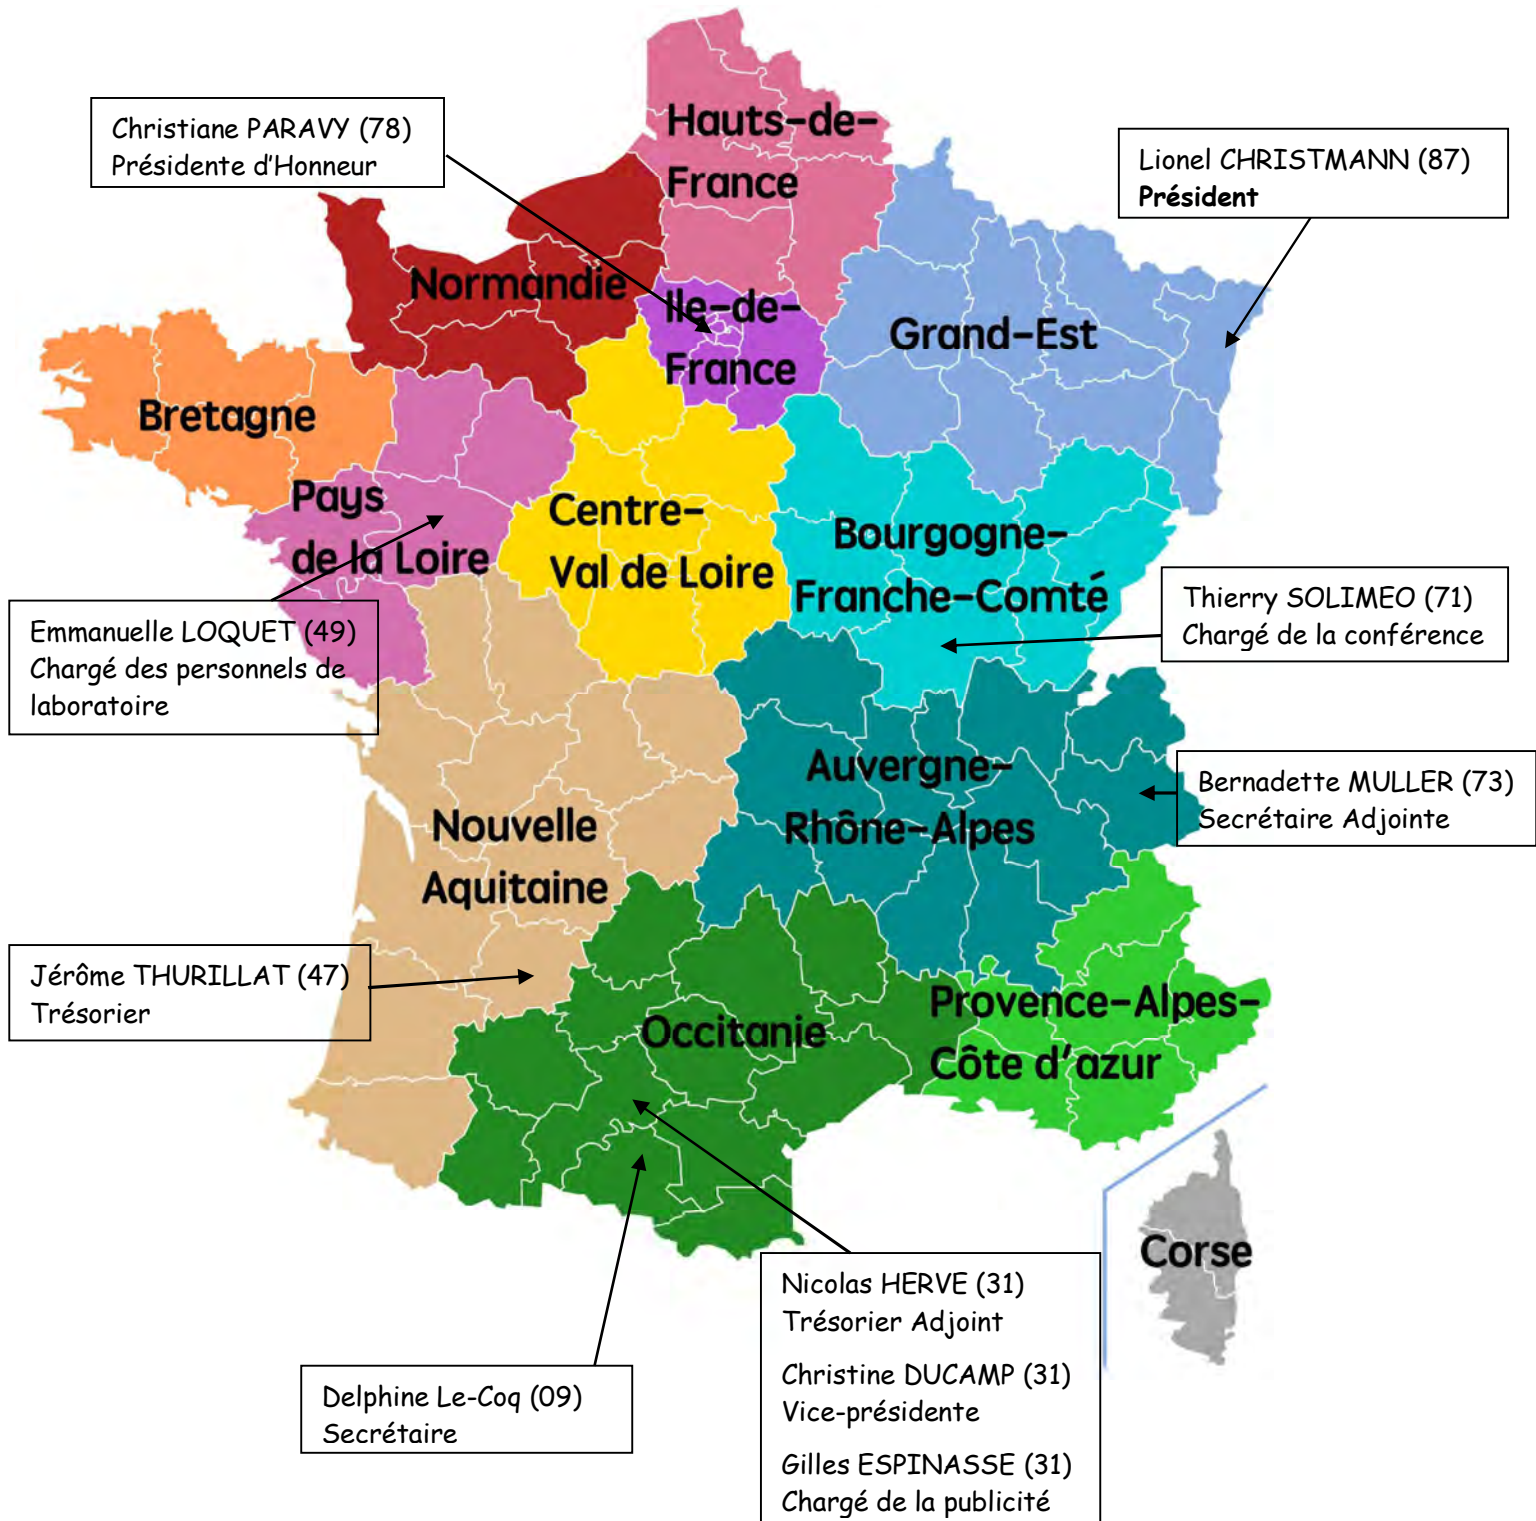 Hauts-de-
France
Christiane PARAVY (78)
Présidente d'Honneur
Lionel CHRISTMANN (87)
Président
Normandie
Ile-de-
France
Grand-Est
Bretagne
Pays
de la Loire
Centre-
Val de Loire
Bourgogne-
Franche-Comté
Thierry SOLIMEO (71)
Chargé de la conférence
Emmanuelle LOQUET (49)
Chargé des personnels de
laboratoire
Auvergne-
Rhône-Alpes
Bernadette MULLER (73)
Secrétaire Adjointe
Nouvelle
Aquitaine
Jérôme THURILLAT (47)
Trésorier
Occitanie
Provence-Alpes-
Côte d'azur
Corse
Nicolas HERVE (31)
Trésorier Adjoint
Christine DUCAMP (31)
Vice-présidente
Gilles ESPINASSE (31)
Chargé de la publicité
Delphine Le-Coq (09)
Secrétaire